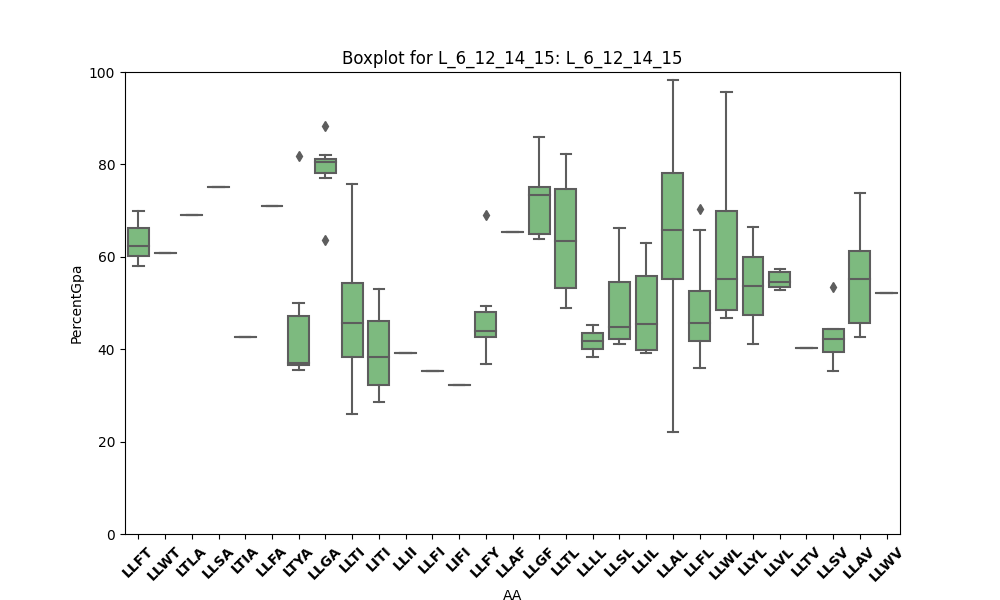 Boxplot for L_6_12_14_15: L_6_12_14_15
100
80
60
40
20
0
PercentGpa
LLFT LLWT LTLA LLSA LTIA LLFA LTYA LLGA LLTI LITI LLII LLFI LIFI LLFY LLAF LLGF LLTL LLLL LLSL LLIL LLAL LLFL LLWL LLYL LLVL LLTV LLSV LLAV LLWV
AA